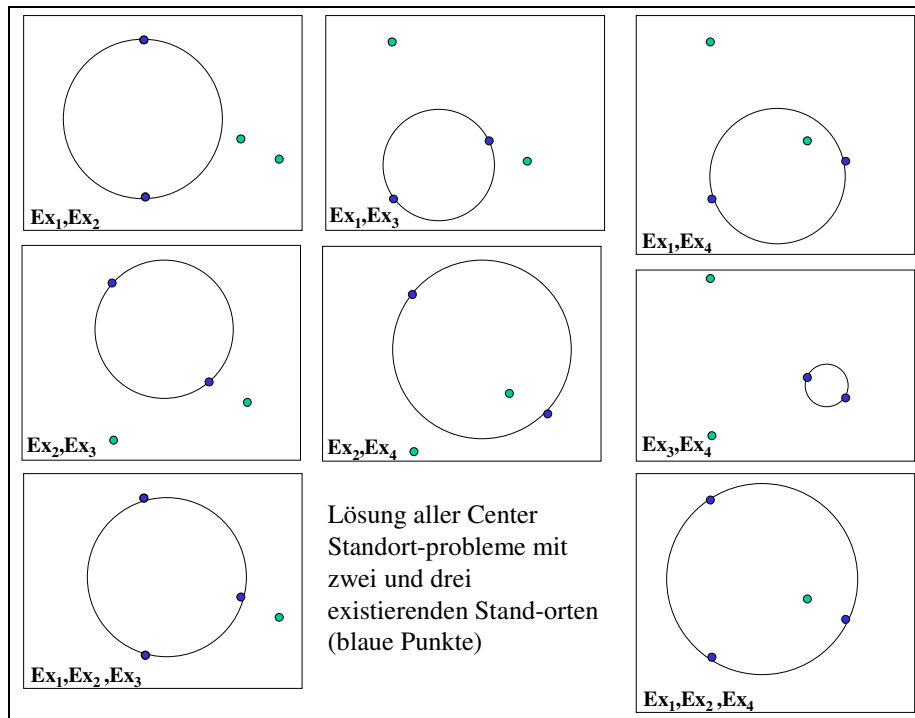 Ex₁,Ex₂
Ex₁,Ex₃
Ex₁,Ex₄
Ex₂,Ex₃
Ex₂,Ex₄
Ex₃,Ex₄
Ex₁,Ex₂ ,Ex₃
Lösung aller Center
Standort-probleme mit
zwei und drei
existierenden Stand-orten
(blaue Punkte)
Ex₁,Ex₂ ,Ex₄